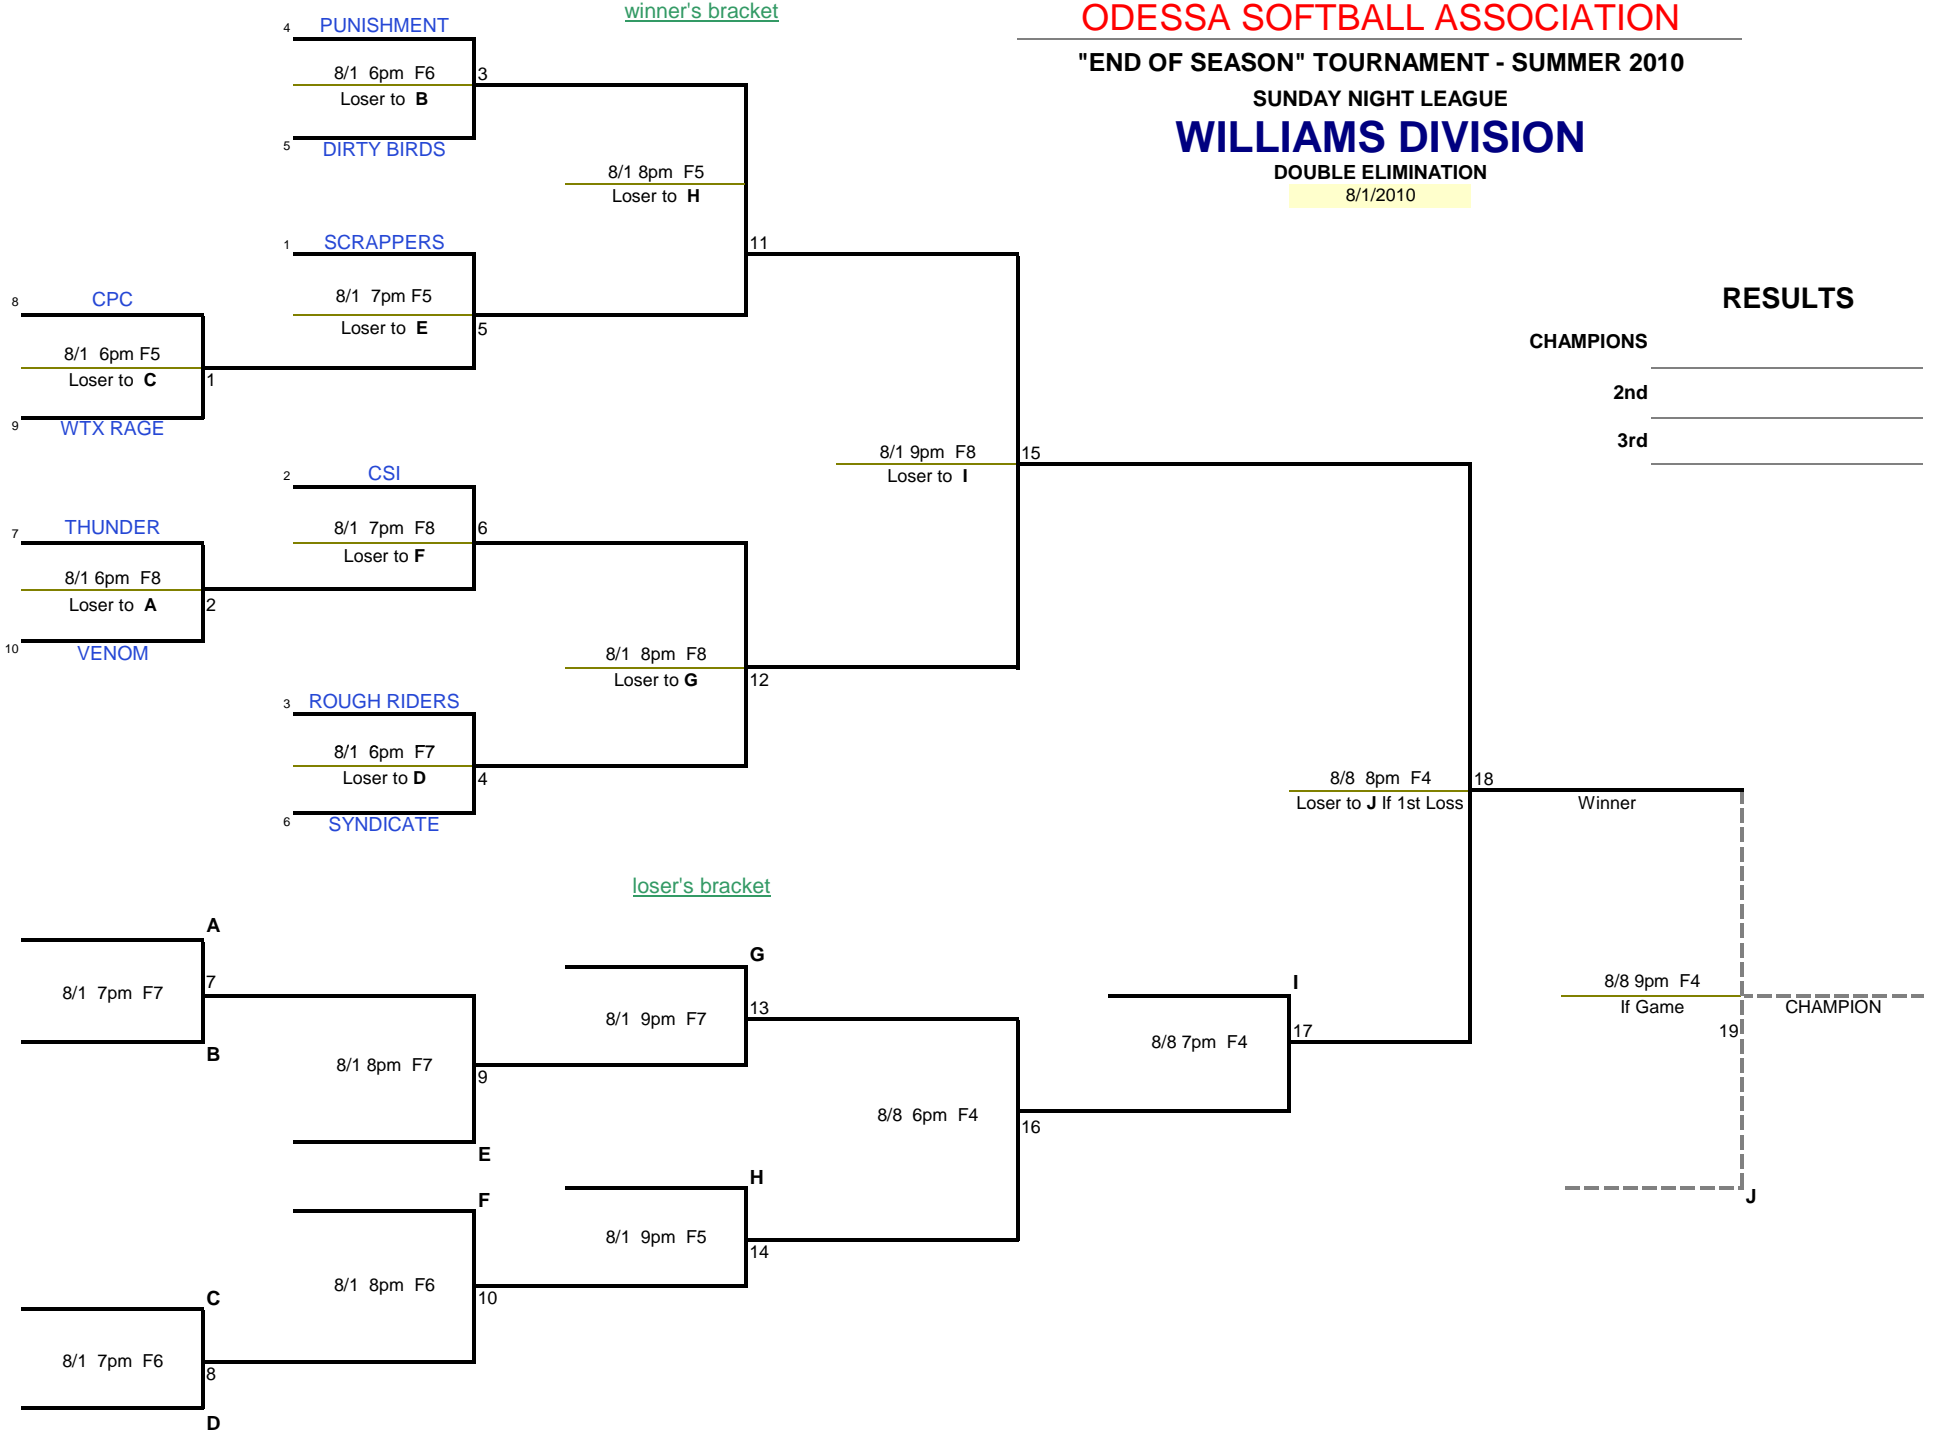 winner's bracket
ODESSA SOFTBALL ASSOCIATION
"END OF SEASON" TOURNAMENT - SUMMER 2010
SUNDAY NIGHT LEAGUE
WILLIAMS DIVISION
DOUBLE ELIMINATION
8/1/2010
4 PUNISHMENT
8/1 6pm F6 3
Loser to B
5 DIRTY BIRDS
8/1 8pm F5
Loser to H
11
1 SCRAPPERS
8/1 7pm F5
Loser to E 5
8 CPC
8/1 6pm F5
Loser to C 1
9 WTX RAGE
RESULTS
CHAMPIONS
2nd
3rd
8/1 9pm F8 15
Loser to I
2 CSI
8/1 7pm F8 6
Loser to F
7 THUNDER
8/1 6pm F8
Loser to A 2
10 VENOM
8/1 8pm F8
Loser to G 12
3 ROUGH RIDERS
8/1 6pm F7
Loser to D 4
6 SYNDICATE
8/8 8pm F4 18
Loser to J If 1st Loss
Winner
loser's bracket
A
7
8/1 7pm F7
B
G
8/1 9pm F7 13
8/1 8pm F7
9
E
I
8/8 7pm F4 17
8/8 9pm F4
If Game
19
CHAMPION
8/8 6pm F4
16
J
H
8/1 9pm F5
14
F
8/1 8pm F6
10
C
8/1 7pm F6
8
D